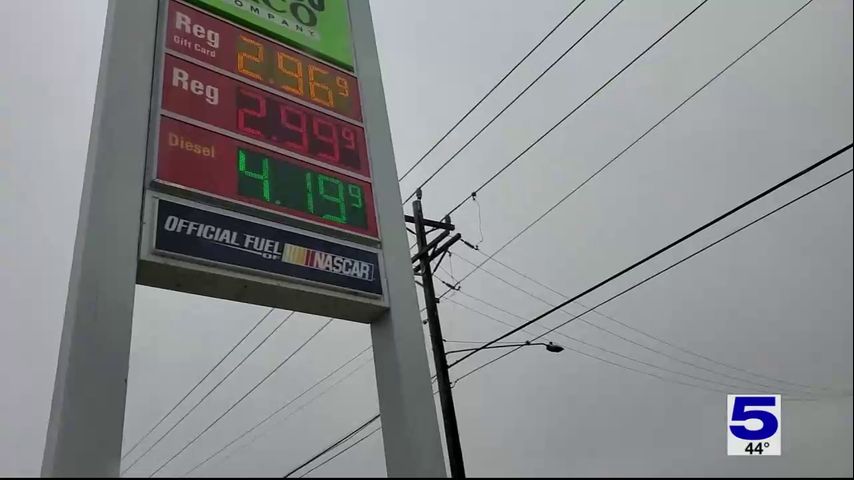 CO
COMPANY
Reg
Gift Card
2.96 9
Reg
2.99 9
Diesel
4.19 9
OFFICIAL FUEL
OF
NASCAR
5
44°